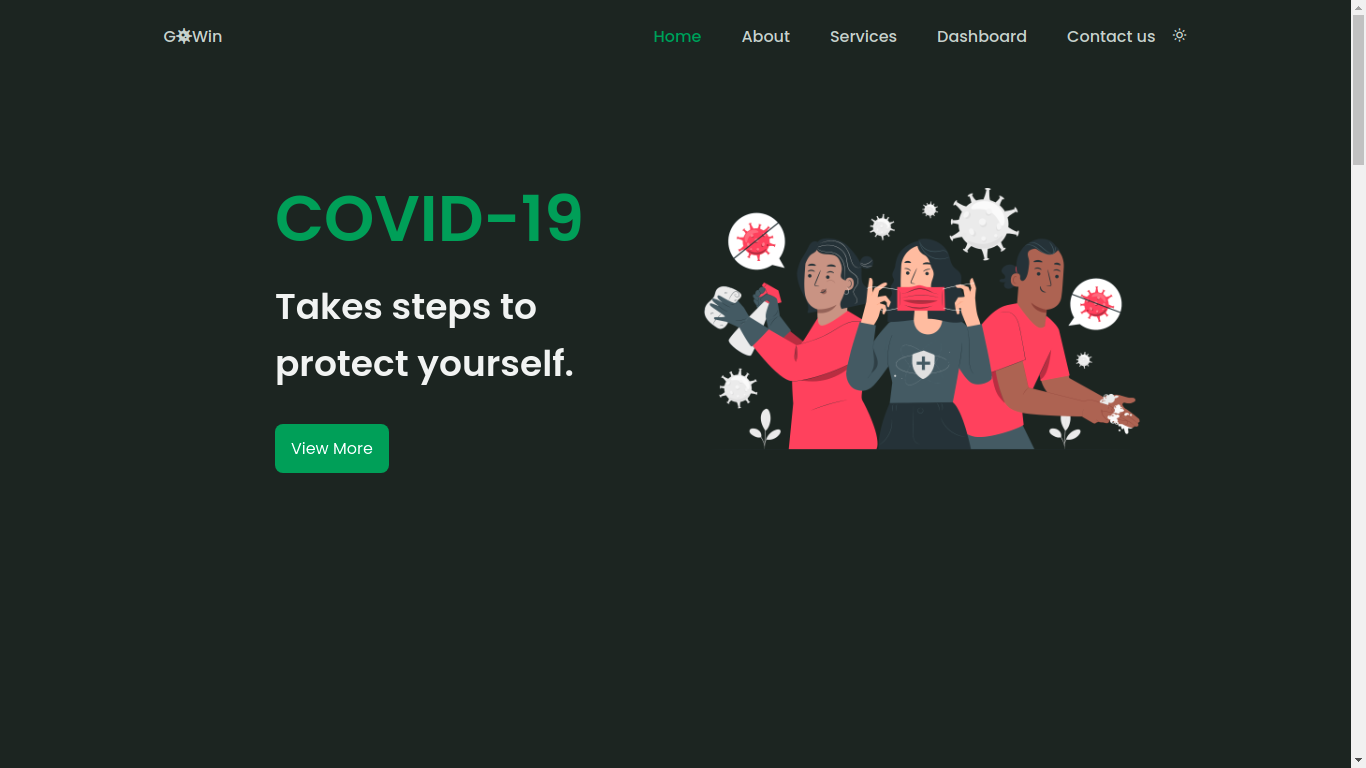 GWin
Home
About
Services
Dashboard
Contact us
COVID-19
Takes steps to
protect yourself.
View More